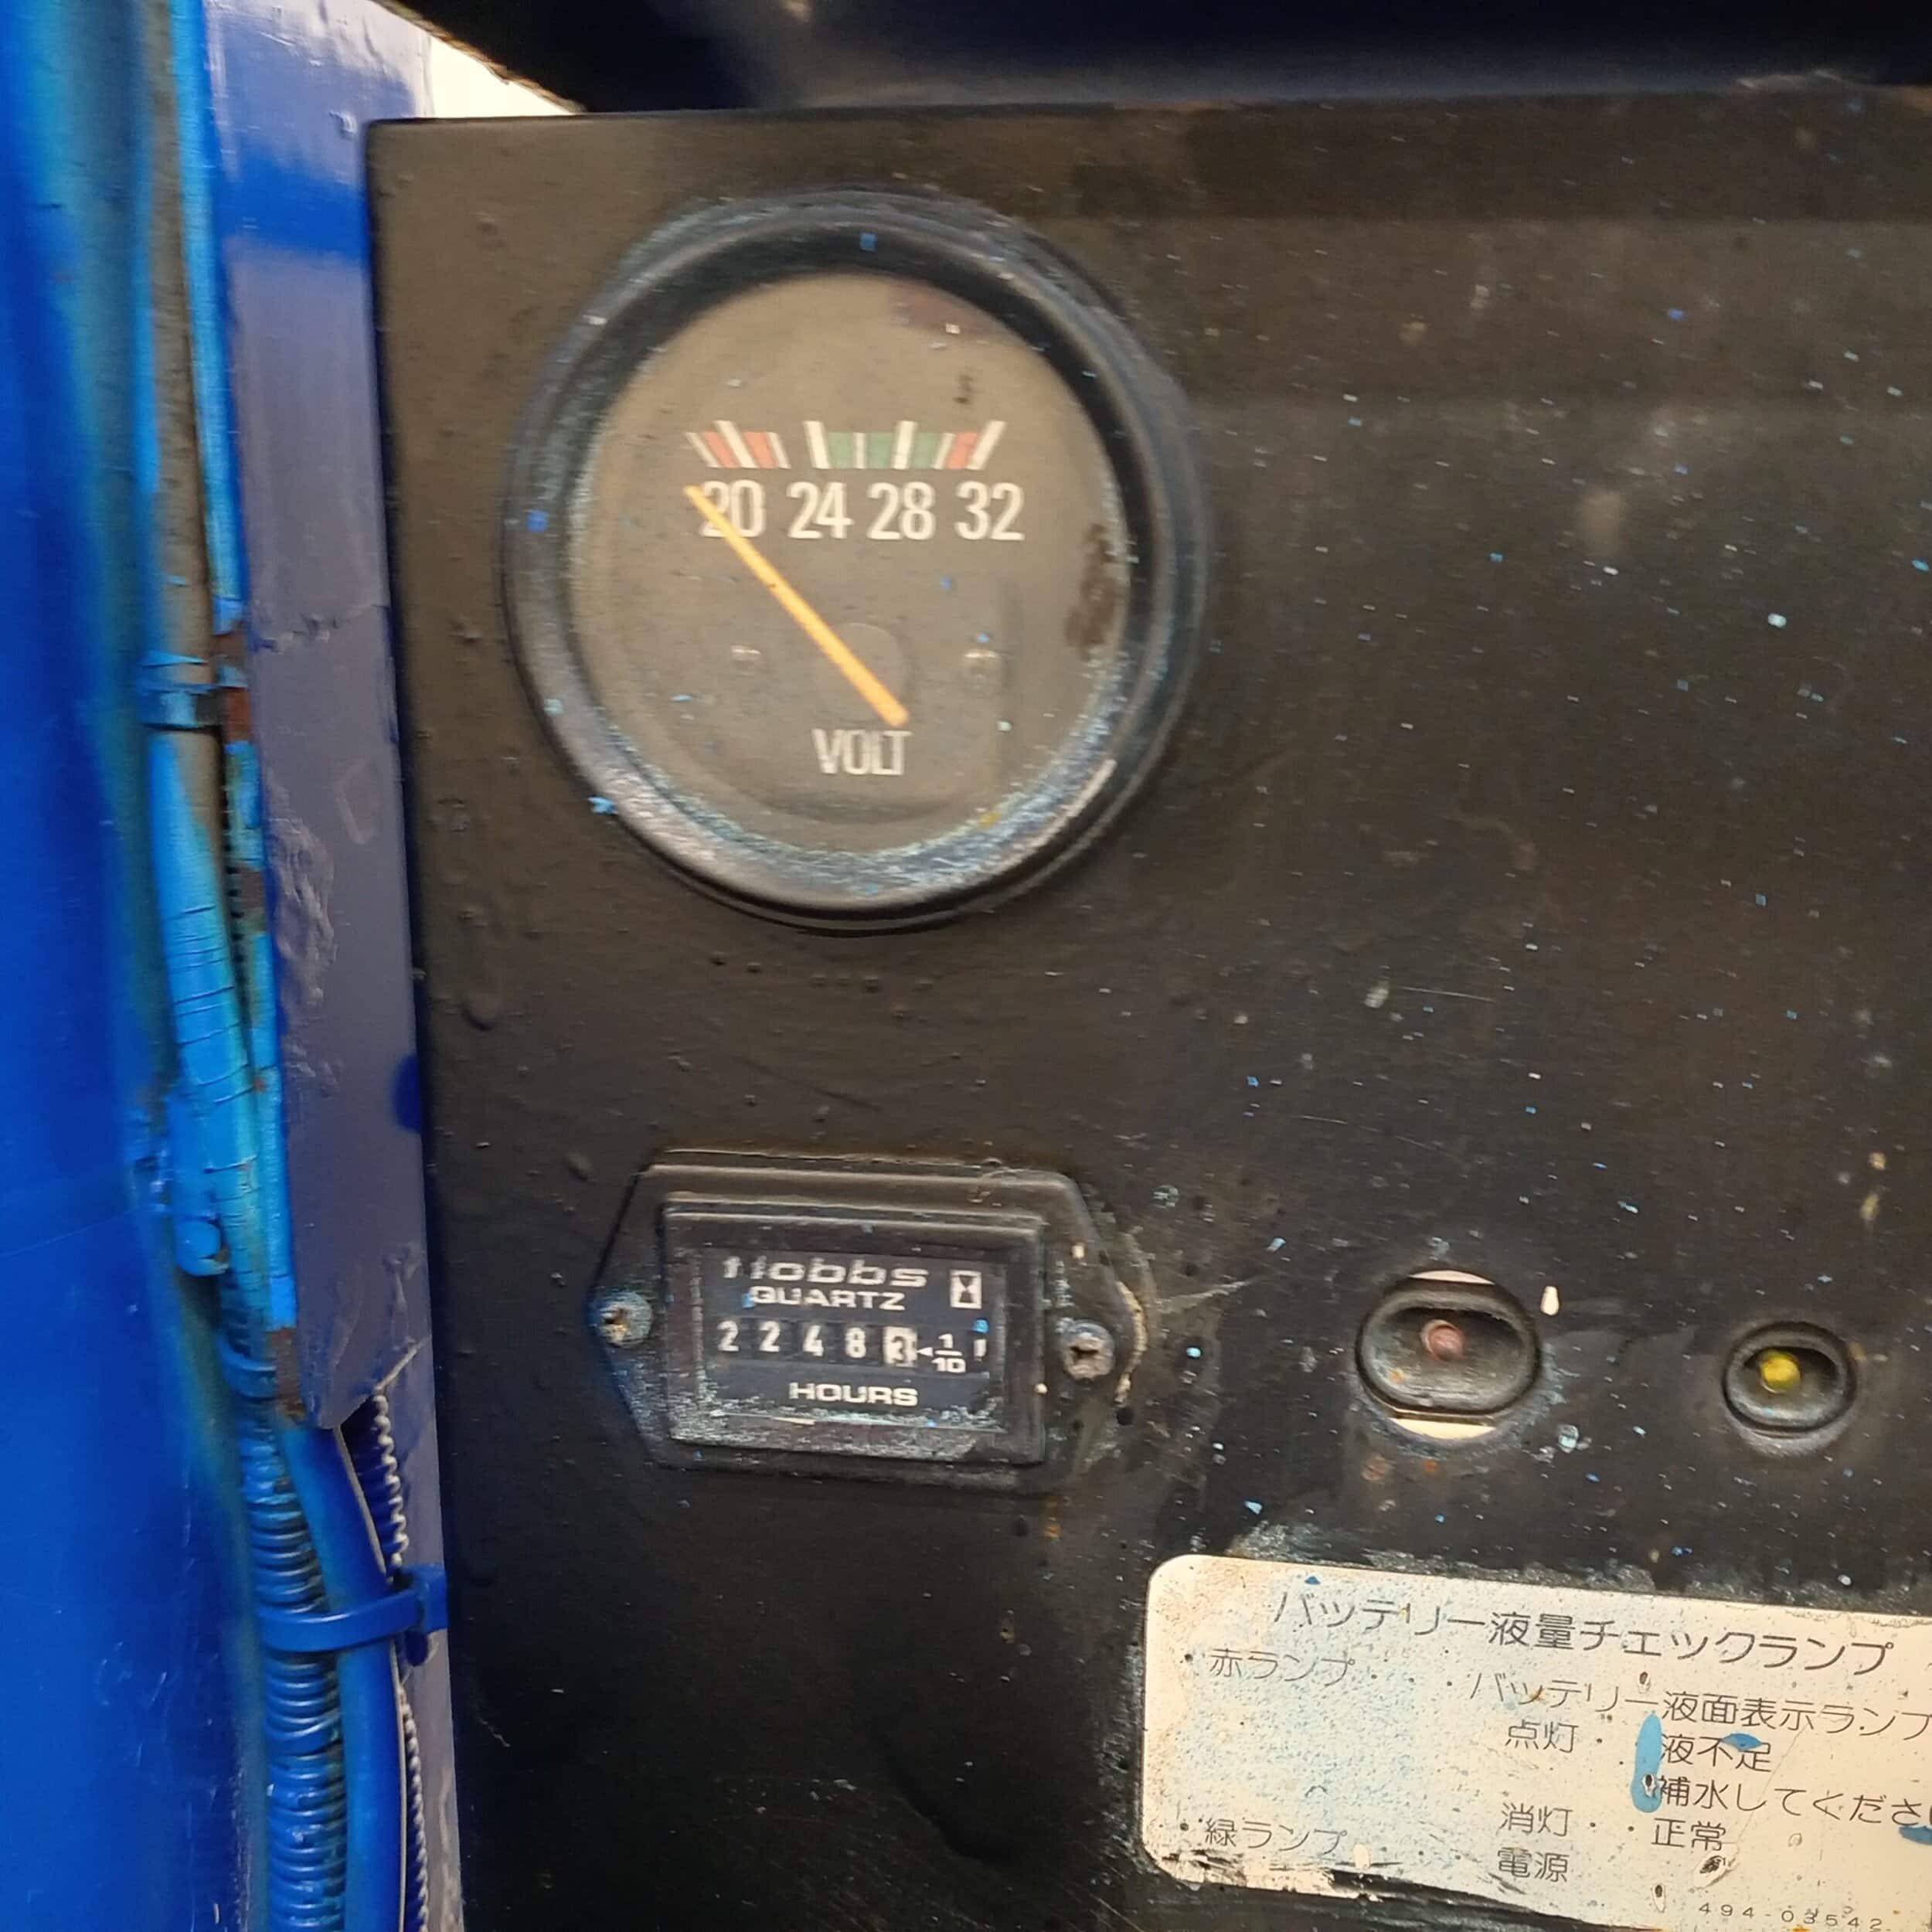 20 24 28 32
VOLT
Hobbs
QUARTZ
2 2 4 8 3 1/10
HOURS
バッテリー液量チェックランプ
・赤ランプ・・・バッテリー液面表示ランプ
点灯・・液不足
補水してくださ
消灯・・正常
・緑ランプ
電源
494-03542